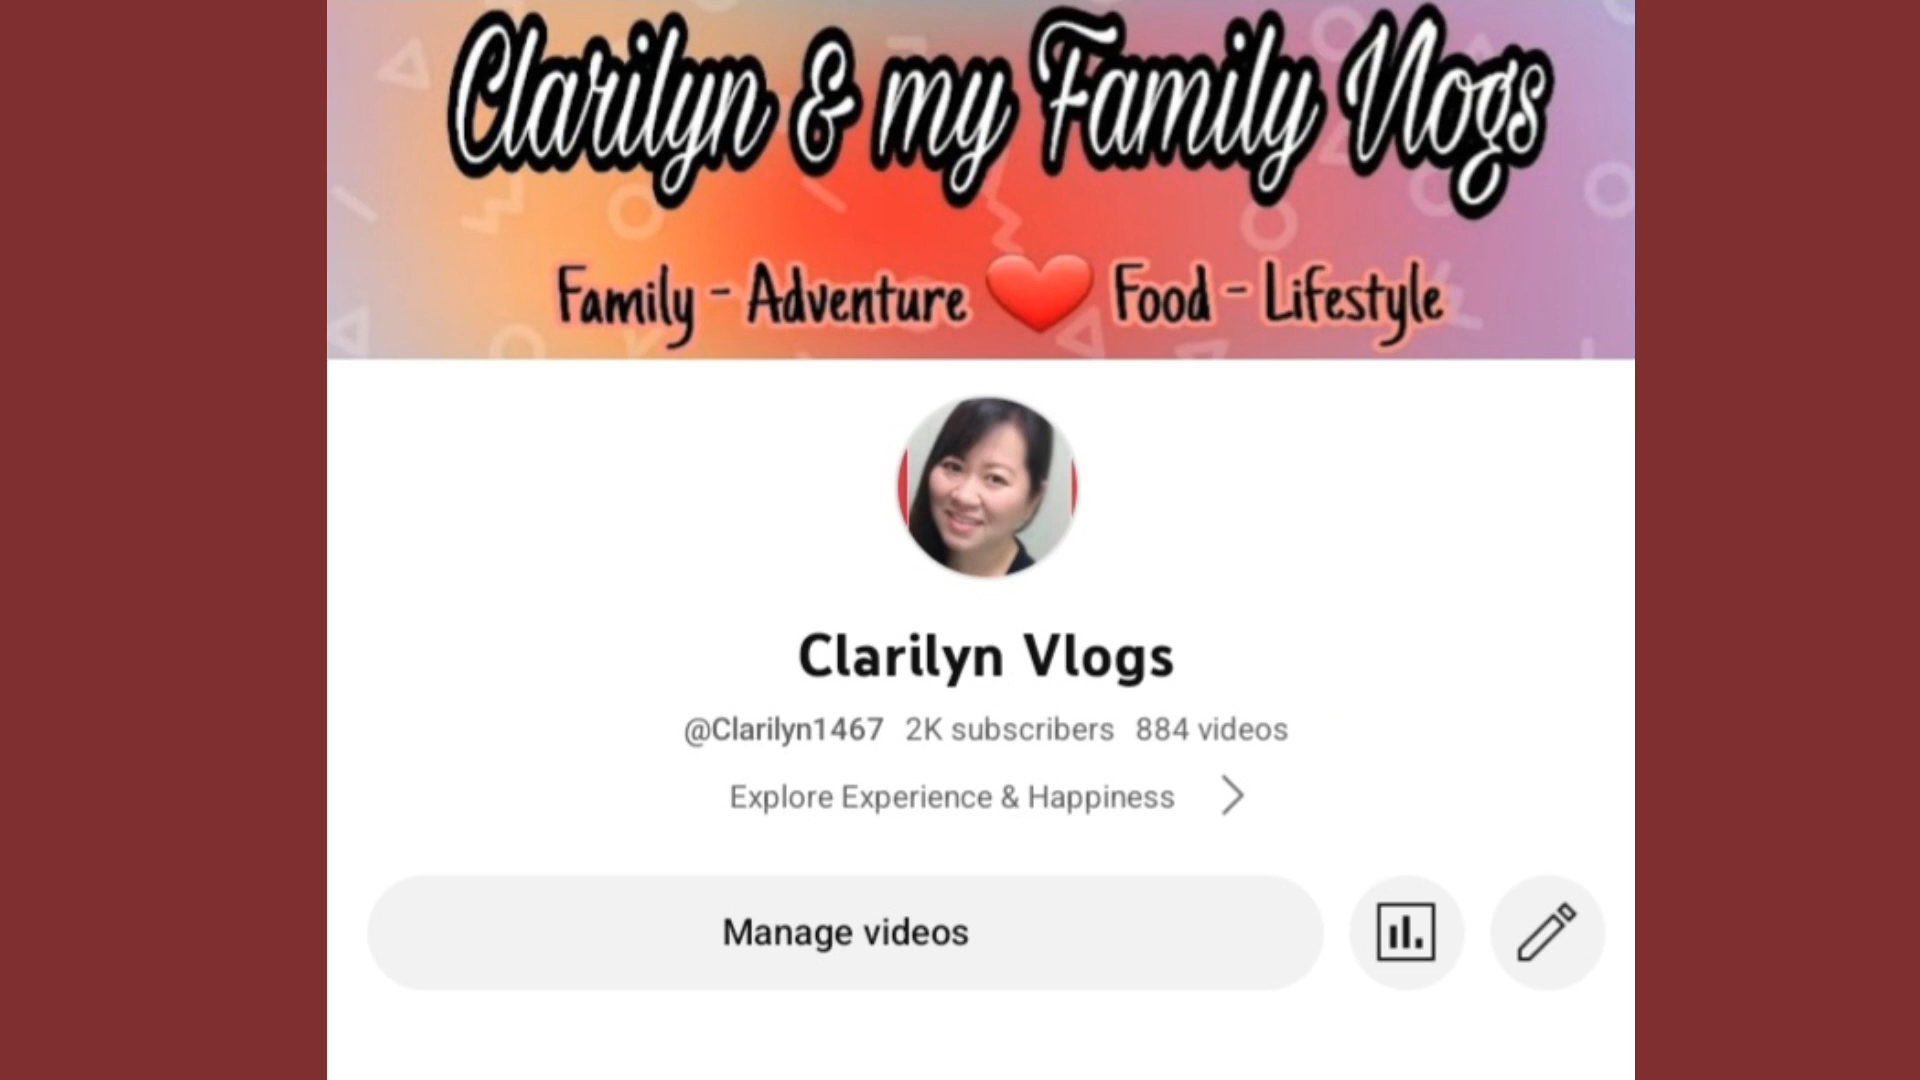 Clarilyn & my Family Vlogs
Family - Adventure ❤ Food - Lifestyle
Clarilyn Vlogs
@Clarilyn1467 2K subscribers 884 videos
Explore Experience & Happiness
Manage videos